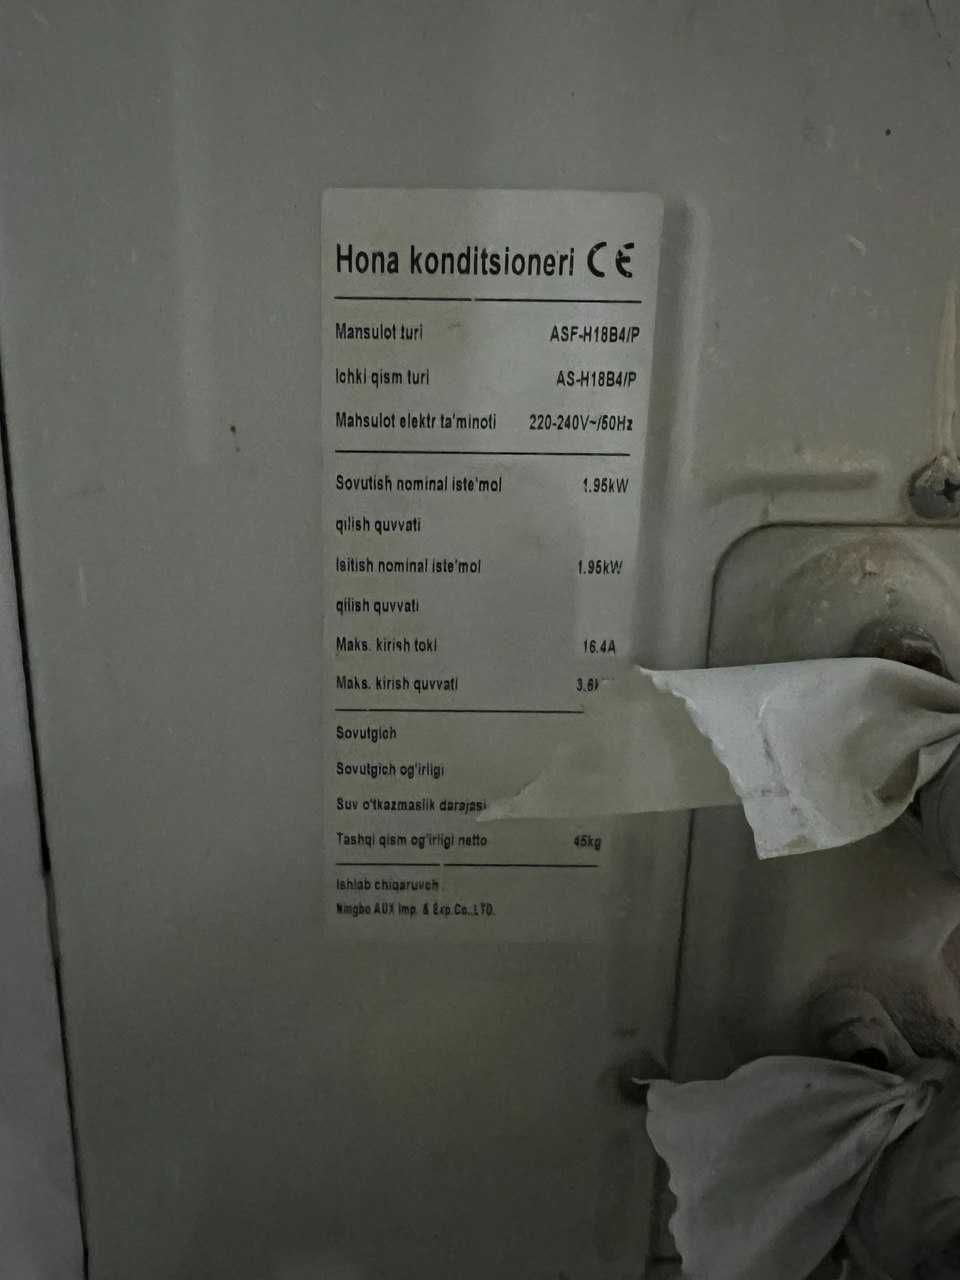 Hona konditsioneri CE
Mansulot turi ASF-H18B4/P
Ichki qism turi AS-H18B4/P
Mahsulot elektr ta'minoti 220-240V~/50Hz
Sovutish nominal iste'mol 1.95kW
qilish quvvati
Isitish nominal iste'mol 1.95kW
qilish quvvati
Maks. kirish toki 16.4A
Maks. kirish quvvati
Sovutgich
Sovutgich og'irligi
Suv o'tkazmaslik darajasi
Tashqi qism og'irligi netto 45kg
Ishlab chiqaruvch
Ningbo AUX Imp. & Exp.Co.,LTD.